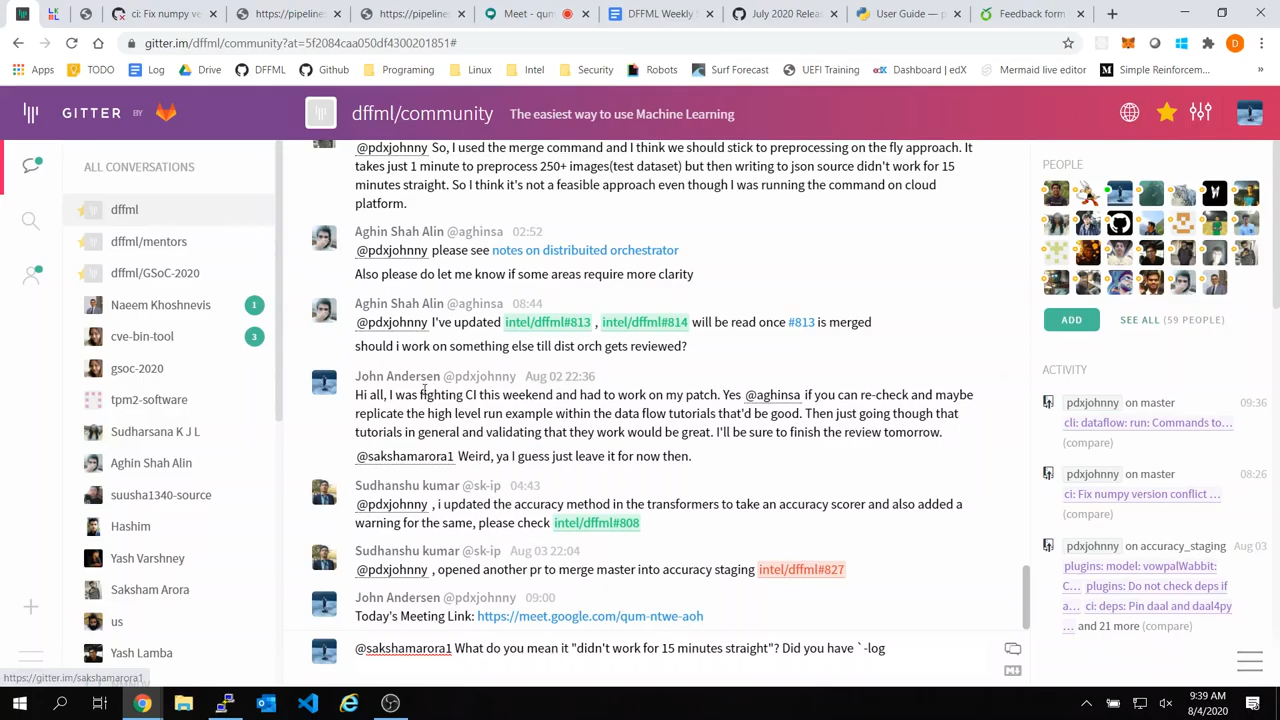 ci: Fix numpy ve
https://pipelines
https://pipelines
Meet - qum
DFFML Weekly S
July 2020 Releas
User Guide — p
Feedback form
gitter.im/dffml/community?at=5f2084caa050df4300201851#
Apps TODO Log Drive DFFML Github Programing Linux Intel Security Robots Surf Forecast UEFI Training Dashboard | edX Mermaid live editor Simple Reinforcem...
GITTER BY
dffml/community
The easiest way to use Machine Learning
ALL CONVERSATIONS
dffml
dffml/mentors
dffml/GSoC-2020
Naeem Khoshnevis 1
cve-bin-tool 3
gsoc-2020
tpm2-software
Sudharsana K J L
Aghin Shah Alin
suusha1340-source
Hashim
Yash Varshney
Saksham Arora
us
Yash Lamba
https://gitter.im/sakshamarora1
@pdxjohnny So, I used the merge command and I think we should stick to preprocessing on the fly approach. It
takes just 1 minute to preprocess 250+ images(test dataset) but then writing to json source didn't work for 15
minutes straight. So I think it's not a feasible approach even though I was running the command on cloud
platform.
Aghin Shah Alin @aghinsa 02:52
@pdxjohnny please see notes on distribuited orchestrator
Also please do let me know if some areas require more clarity
Aghin Shah Alin @aghinsa 08:44
@pdxjohnny I've updated intel/dffml#813 , intel/dffml#814 will be read once #813 is merged
should i work on something else till dist orch gets reviewed?
John Andersen @pdxjohnny Aug 02 22:36
Hi all, I was fighting CI this weekend and had to work on my patch. Yes @aghinsa if you can re-check and maybe
replicate the high level run example within the data flow tutorials that'd be good. Then just going though that
tutorials in general and validating that they work would be great. I'll be sure to finish the review tomorrow.
@sakshamarora1 Weird, ya I guess just leave it for now then.
Sudhanshu kumar @sk-ip 04:43
@pdxjohnny , i updated the accuracy method in the transformers to take an accuracy scorer and also added a
warning for the same, please check intel/dffml#808
Sudhanshu kumar @sk-ip Aug 03 22:04
@pdxjohnny , opened another pr to merge master into accuracy staging intel/dffml#827
John Andersen @pdxjohnny 09:00
Today's Meeting Link: https://meet.google.com/qum-ntwe-aoh
@sakshamarora1 What do you mean it "didn't work for 15 minutes straight"? Did you have `-log
PEOPLE
ADD SEE ALL (59 PEOPLE)
ACTIVITY
pdxjohnny on master 09:36
cli: dataflow: run: Commands to...
(compare)
pdxjohnny on master 08:26
ci: Fix numpy version conflict ...
(compare)
pdxjohnny on accuracy_staging Aug 03
plugins: model: vowpalWabbit:
C... plugins: Do not check deps if
a... ci: deps: Pin daal and daal4py
... and 21 more (compare)
9:39 AM
8/4/2020